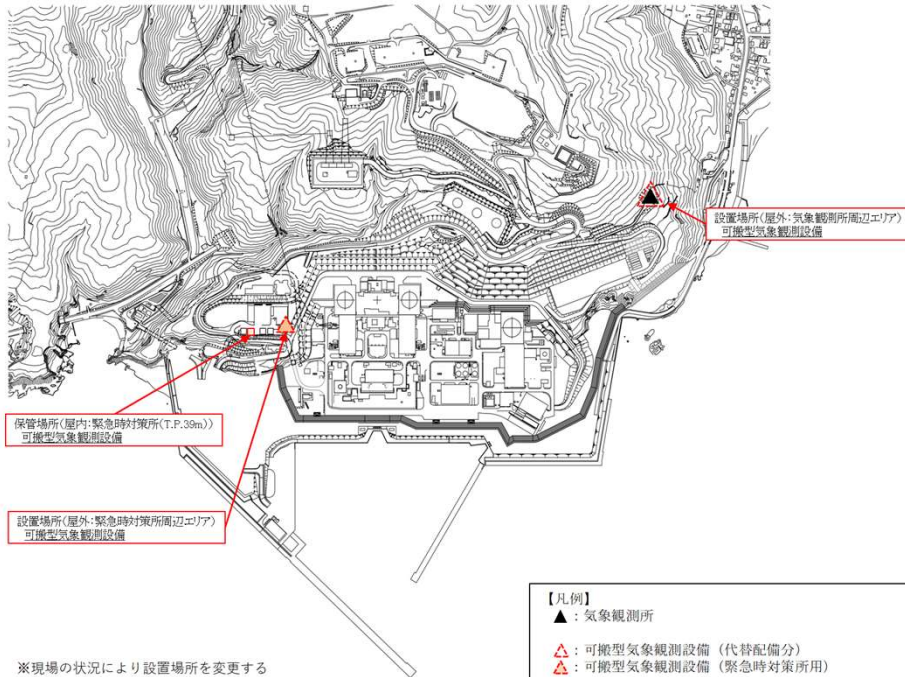 設置場所(屋外:気象観測所周辺エリア)
可搬型気象観測設備
保管場所(屋内:緊急時対策所(T.P.39m))
可搬型気象観測設備
設置場所(屋外:緊急時対策所周辺エリア)
可搬型気象観測設備
※現場の状況により設置場所を変更する
【凡例】
▲:気象観測所
△:可搬型気象観測設備(代替配備分)
△:可搬型気象観測設備(緊急時対策所用)